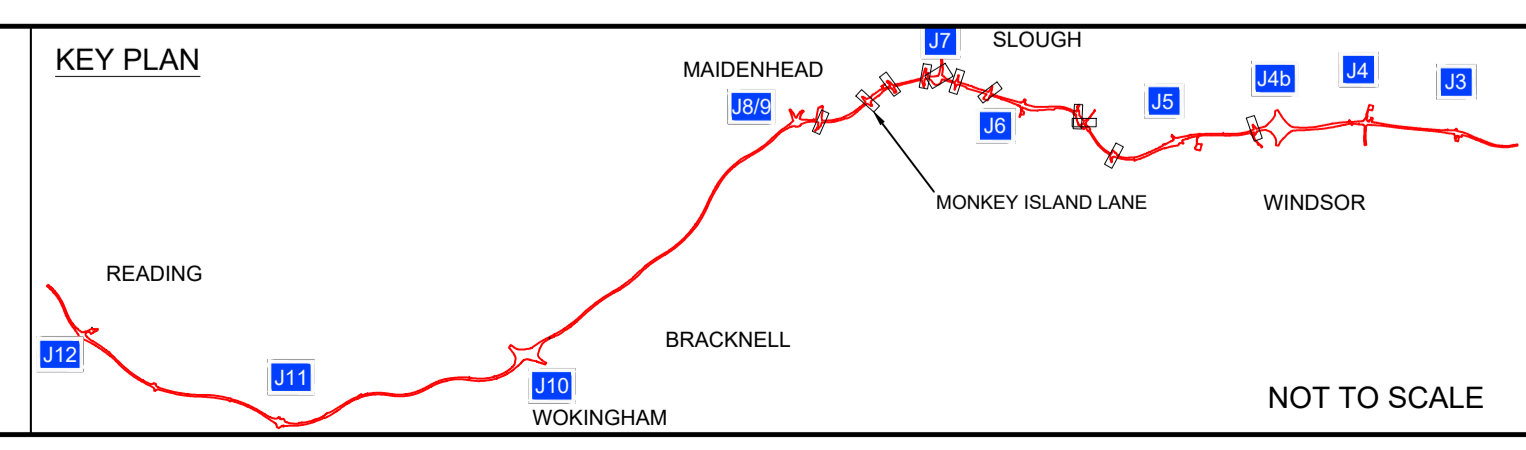 KEY PLAN
J7
SLOUGH
MAIDENHEAD
J8/9
J6
J5
J4b
J4
J3
MONKEY ISLAND LANE
WINDSOR
READING
J12
J11
BRACKNELL
J10
WOKINGHAM
NOT TO SCALE